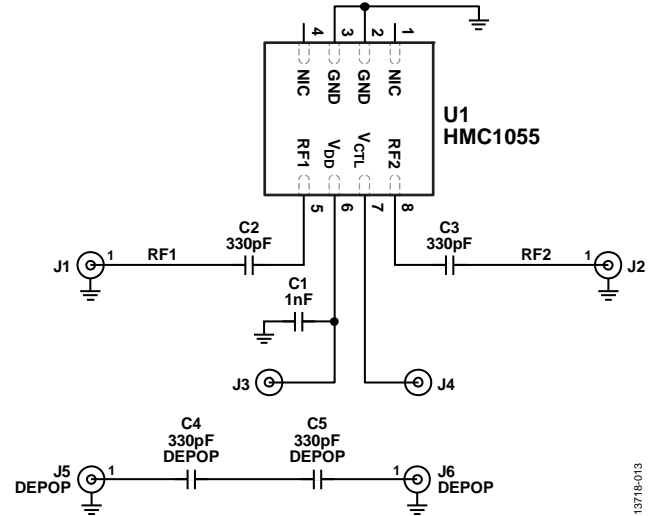 4 3 2 1
NIC GND GND NIC
U1
HMC1055
RF1 VDD VCTL RF2
5 6 7 8
C2
330pF
C3
330pF
J1 1 RF1
RF2 1 J2
C1
1nF
J3
J4
C4
330pF
DEPOP
C5
330pF
DEPOP
J5
DEPOP
1
1
J6
DEPOP
13718-013